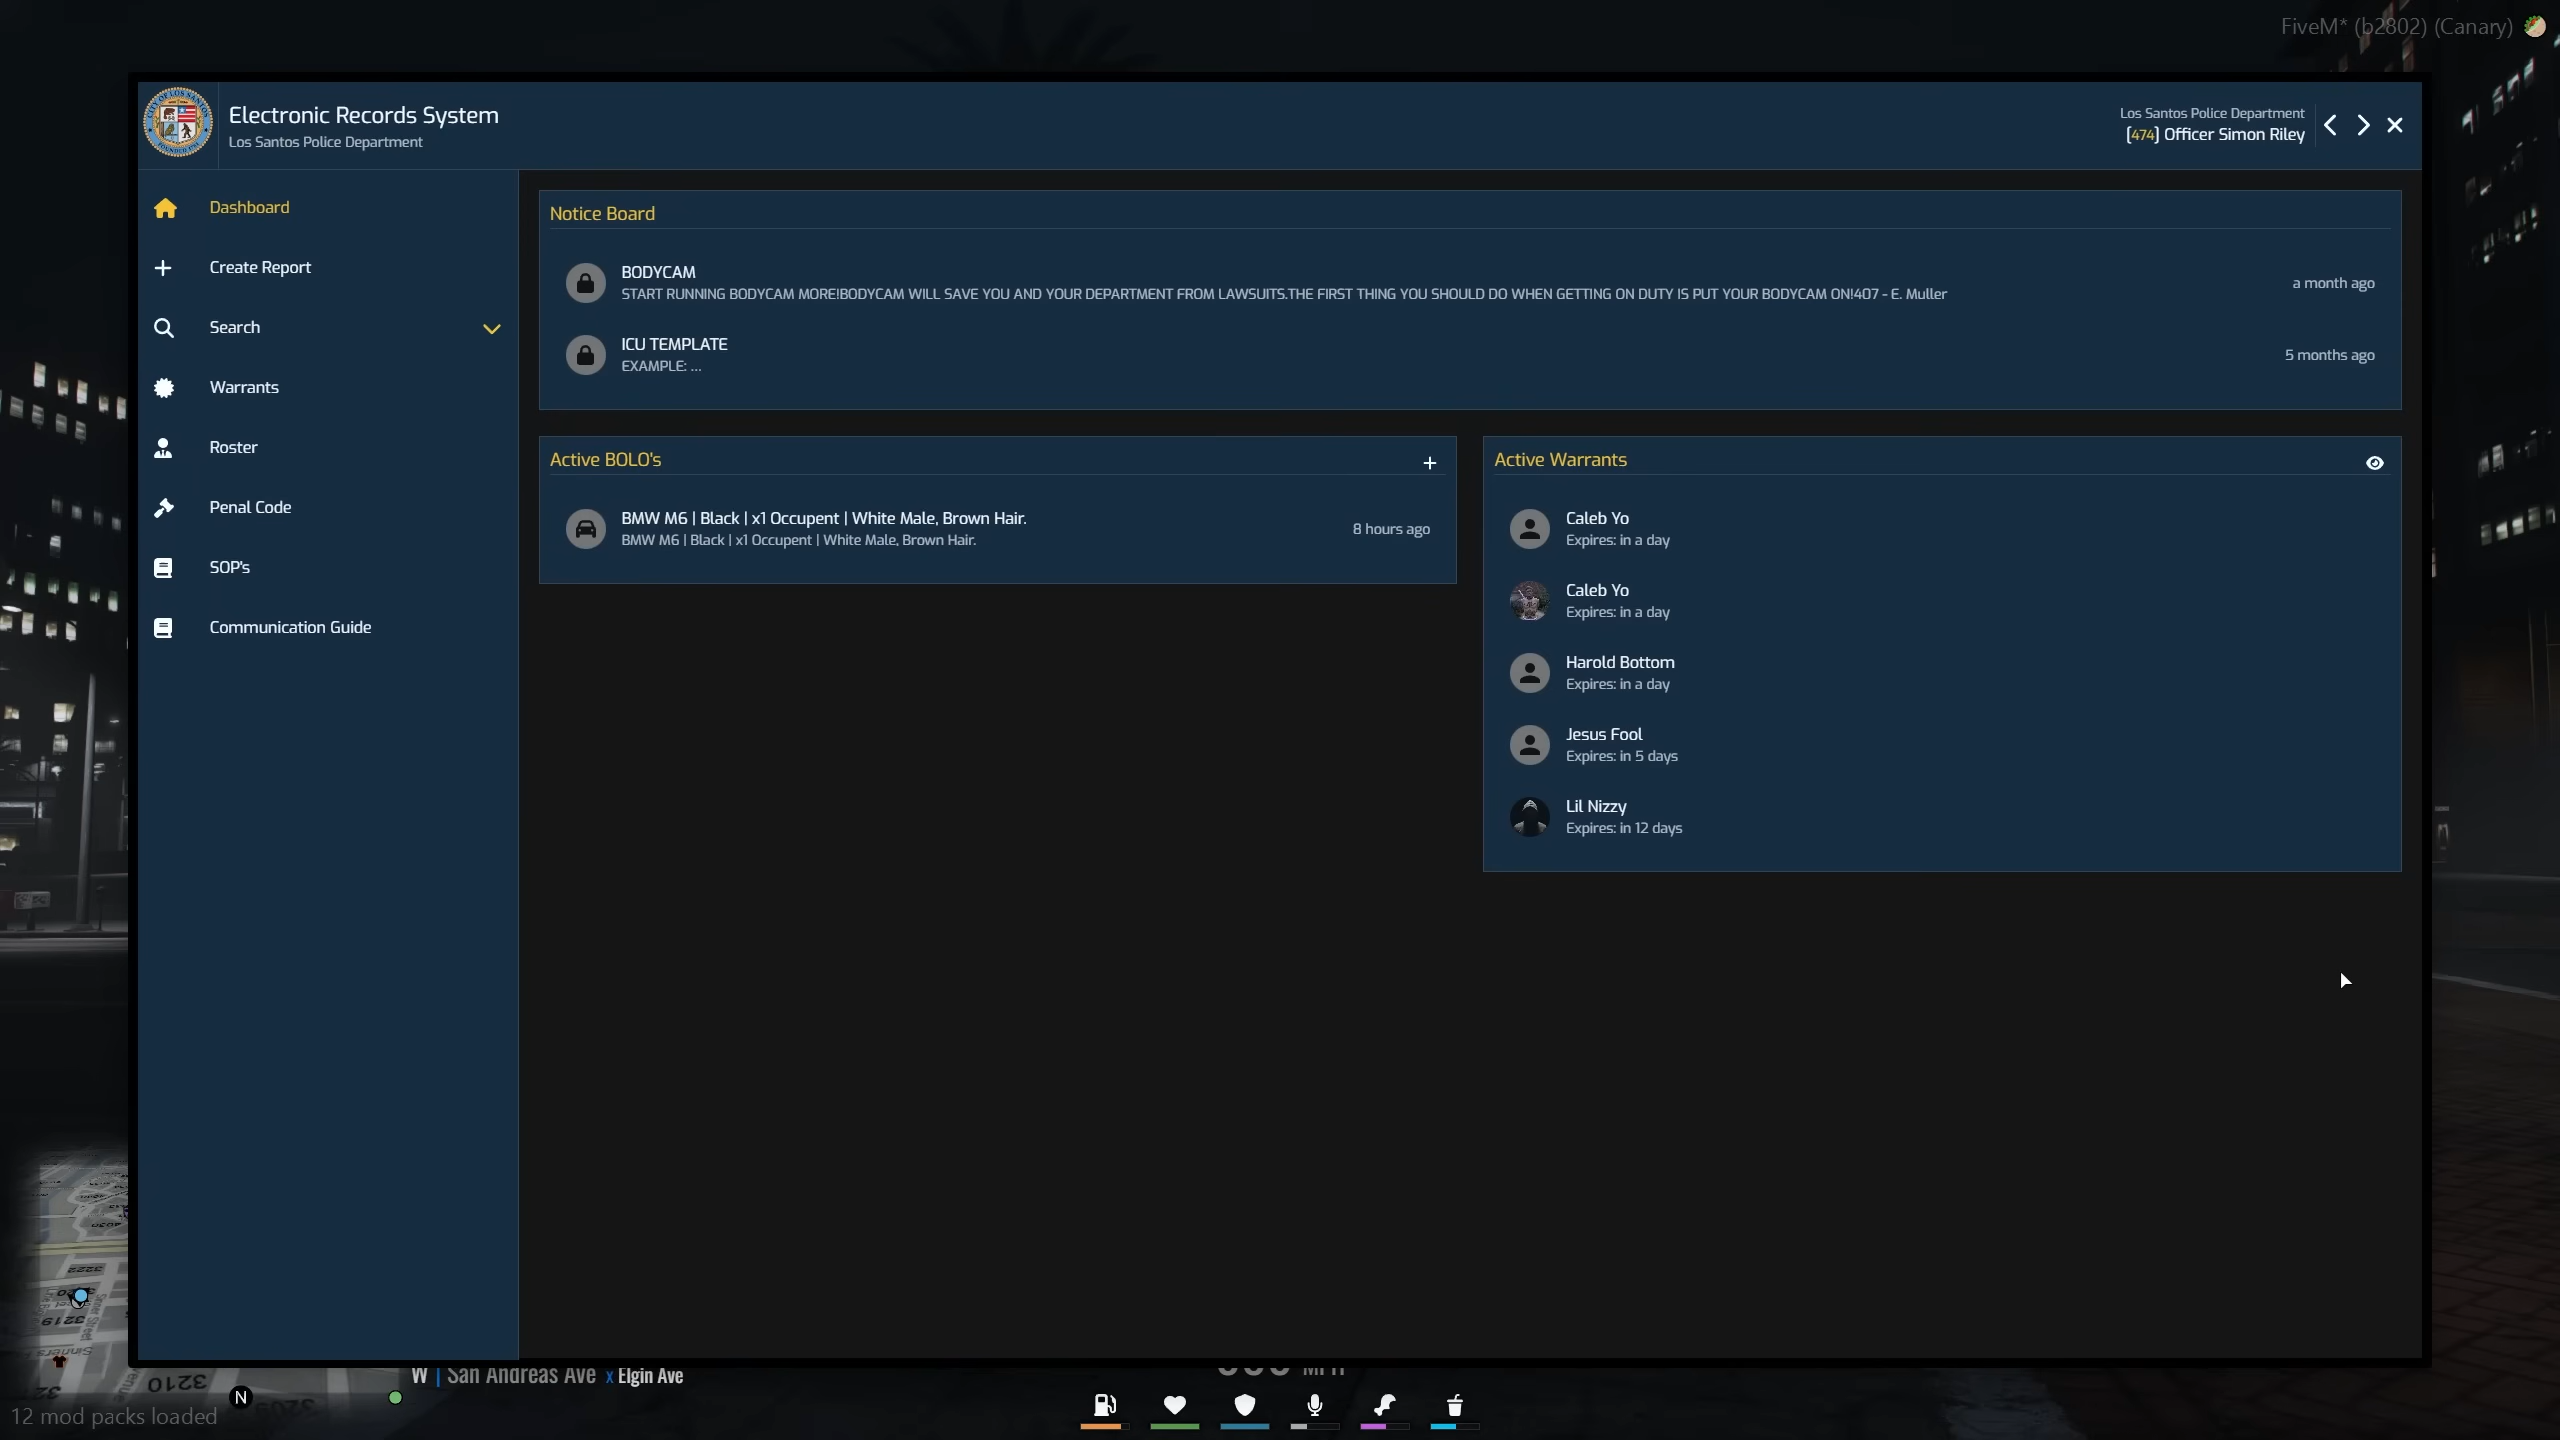 FiveM* (b2802) (Canary)
Electronic Records System
Los Santos Police Department
Los Santos Police Department
[474] Officer Simon Riley
Dashboard
Create Report
Search
Warrants
Roster
Penal Code
SOP's
Communication Guide
Notice Board
BODYCAM
START RUNNING BODYCAM MORE!BODYCAM WILL SAVE YOU AND YOUR DEPARTMENT FROM LAWSUITS.THE FIRST THING YOU SHOULD DO WHEN GETTING ON DUTY IS PUT YOUR BODYCAM ON!407 - E. Muller
a month ago
ICU TEMPLATE
EXAMPLE: ...
5 months ago
Active BOLO's
BMW M6 | Black | x1 Occupent | White Male, Brown Hair.
BMW M6 | Black | x1 Occupent | White Male, Brown Hair.
8 hours ago
Active Warrants
Caleb Yo
Expires: in a day
Caleb Yo
Expires: in a day
Harold Bottom
Expires: in a day
Jesus Fool
Expires: in 5 days
Lil Nizzy
Expires: in 12 days
3222
3219
3210
N
W | San Andreas Ave x Elgin Ave
MPH
12 mod packs loaded